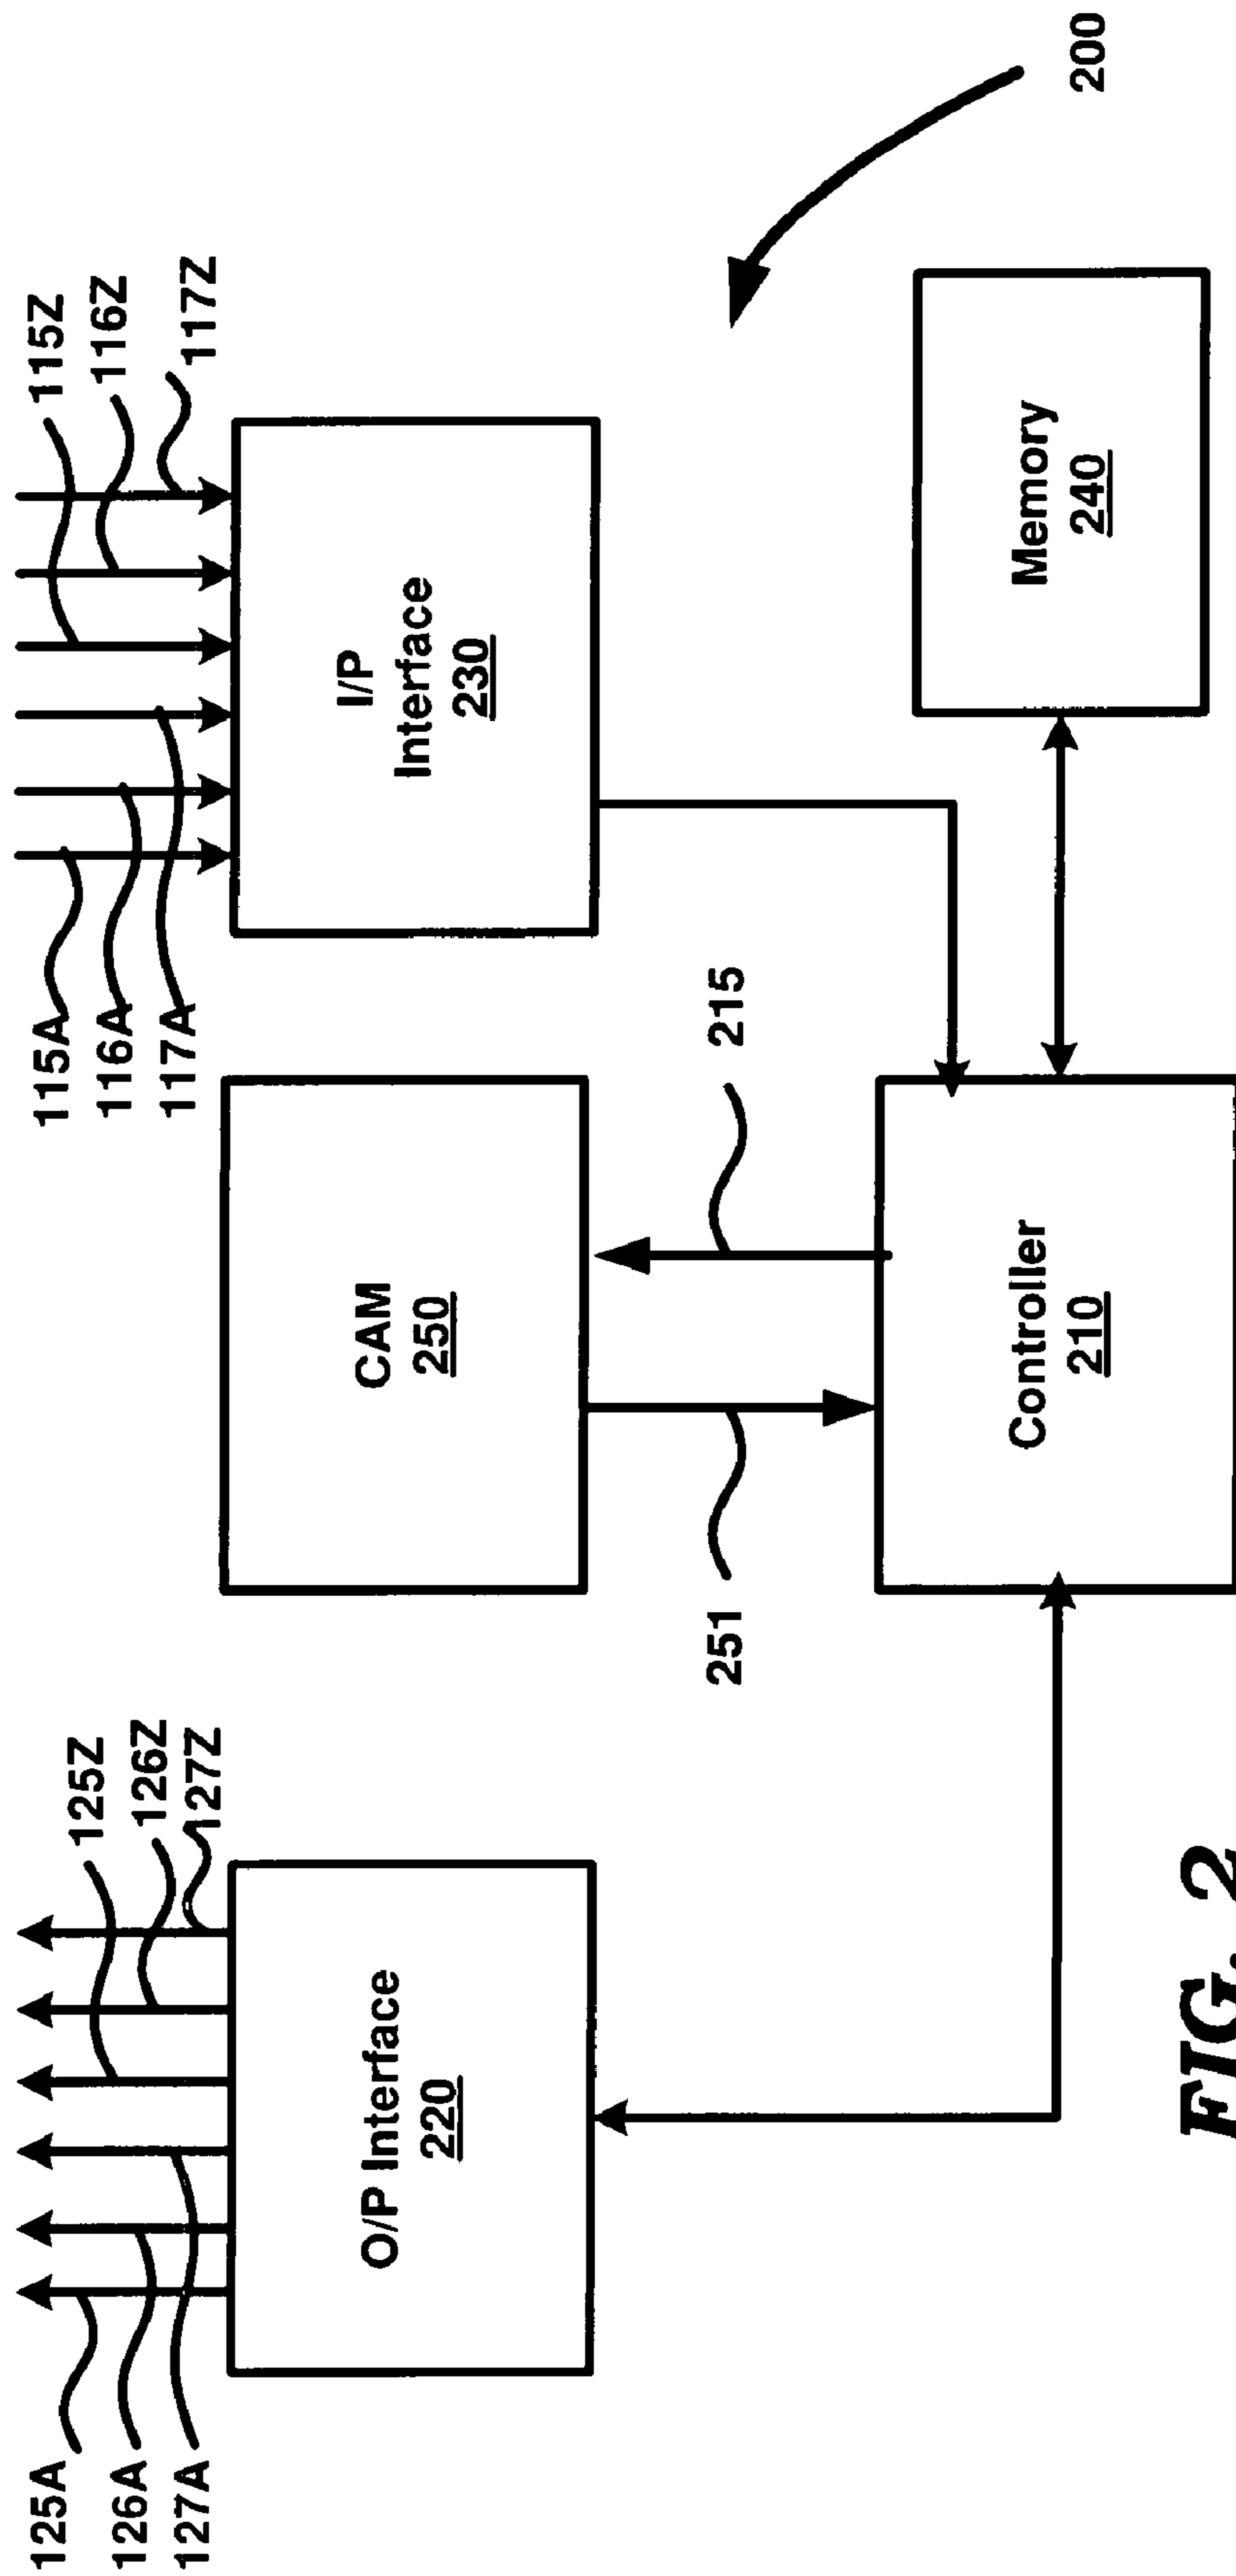 125A
126A
127A
125Z
126Z
127Z
115A
116A
117A
115Z
116Z
117Z
O/P Interface
220
CAM
250
I/P
Interface
230
251
215
Controller
210
Memory
240
200
FIG. 2